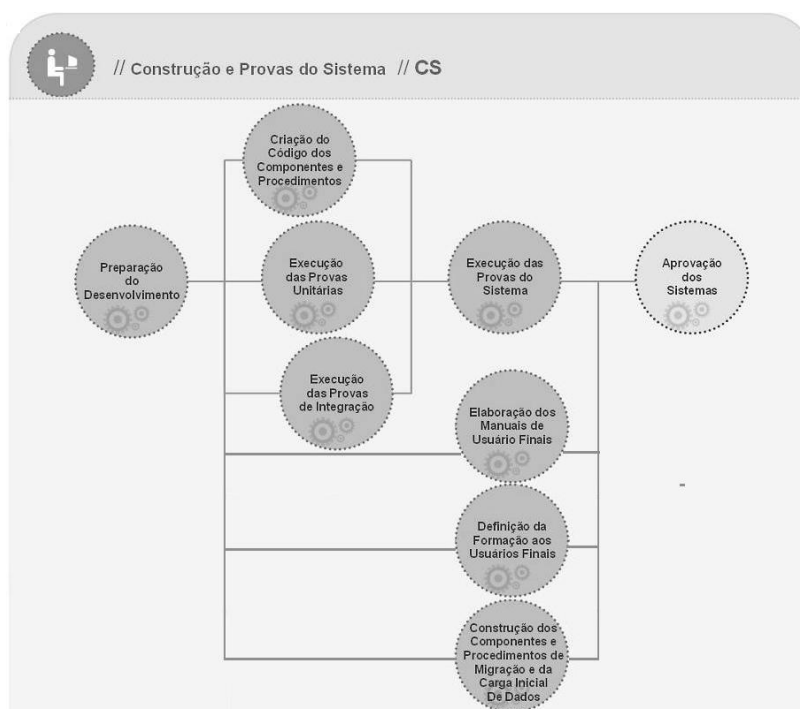 // Construção e Provas do Sistema // CS
Criação do
Código dos
Componentes e
Procedimentos
Preparação
do
Desenvolvimento
Execução
das Provas
Unitárias
Execução das
Provas do
Sistema
Aprovação
dos
Sistemas
Execução
das Provas
de Integração
Elaboração dos
Manuais de
Usuário Finais
Definição da
Formação aos
Usuários Finais
Construção dos
Componentes e
Procedimentos de
Migração e da
Carga Inicial
De Dados